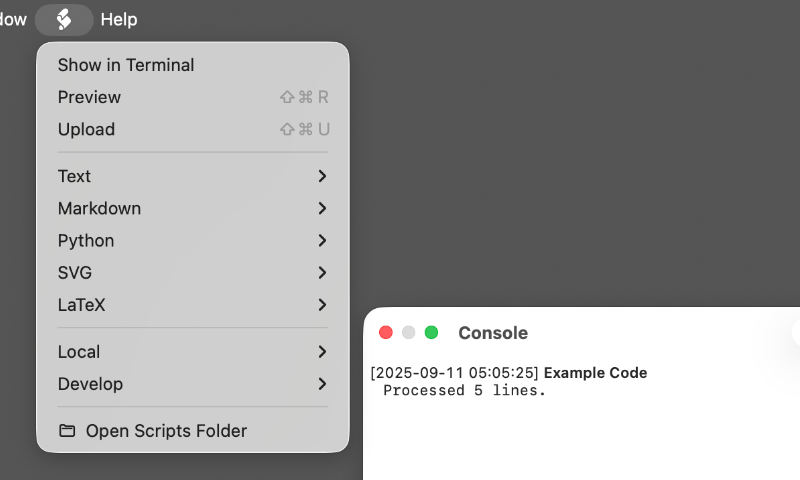 dow Help
Show in Terminal
Preview ⇧⌘R
Upload ⇧⌘U
Text
Markdown
Python
SVG
LaTeX
Local
Develop
Open Scripts Folder
Console
[2025-09-11 05:05:25] Example Code
Processed 5 lines.